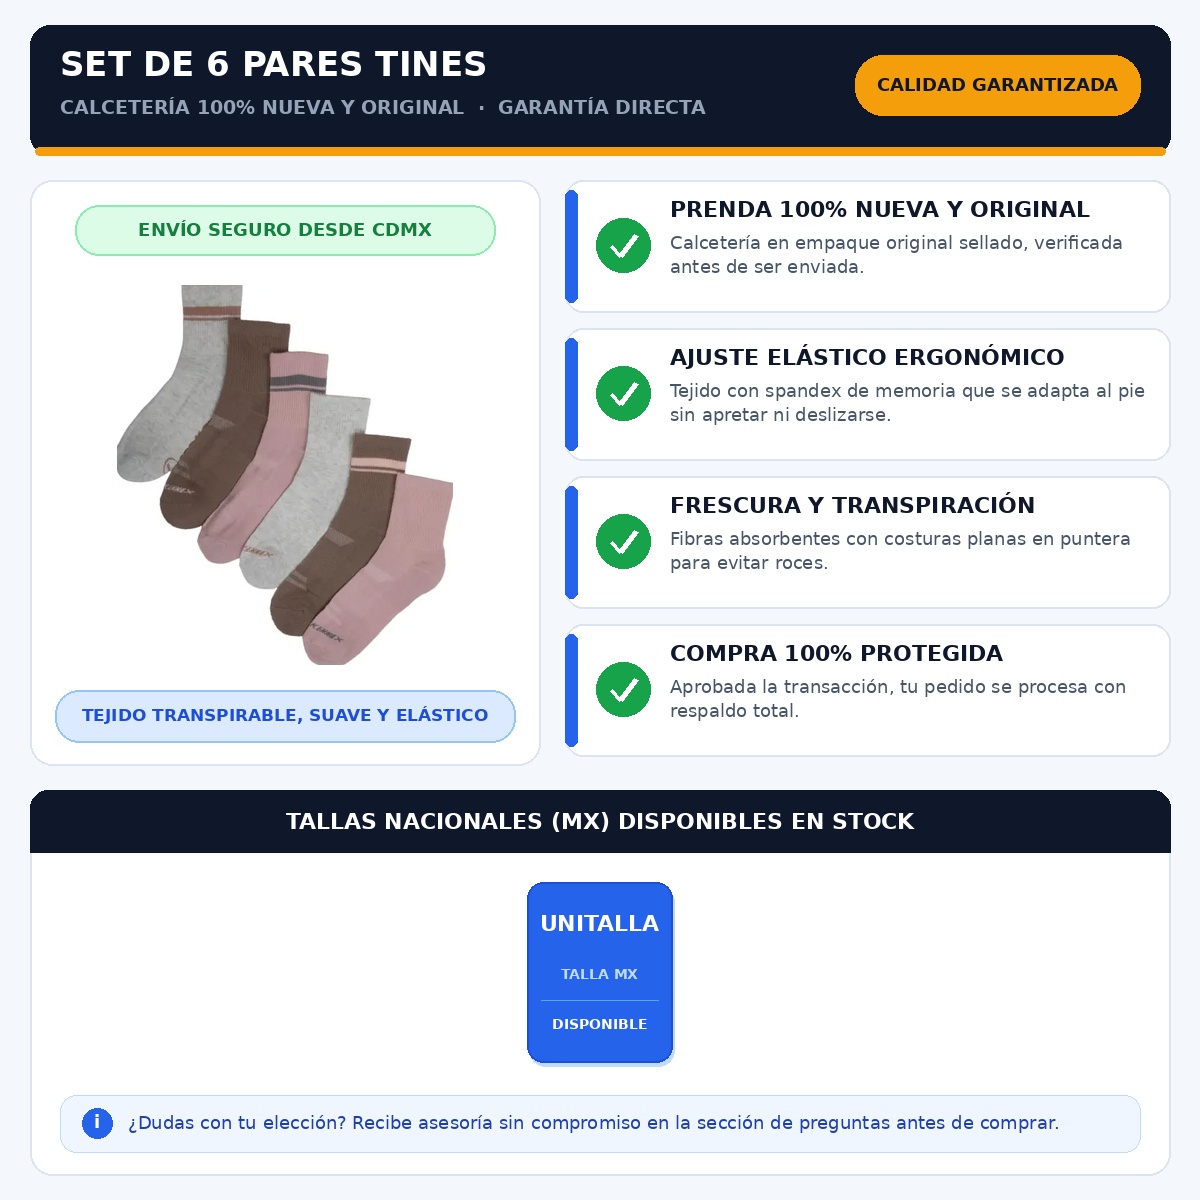 SET DE 6 PARES TINES
CALCETERÍA 100% NUEVA Y ORIGINAL · GARANTÍA DIRECTA
CALIDAD GARANTIZADA
ENVÍO SEGURO DESDE CDMX
TEJIDO TRANSPIRABLE, SUAVE Y ELÁSTICO
PRENDA 100% NUEVA Y ORIGINAL
Calcetería en empaque original sellado, verificada
antes de ser enviada.
AJUSTE ELÁSTICO ERGONÓMICO
Tejido con spandex de memoria que se adapta al pie
sin apretar ni deslizarse.
FRESCURA Y TRANSPIRACIÓN
Fibras absorbentes con costuras planas en puntera
para evitar roces.
COMPRA 100% PROTEGIDA
Aprobada la transacción, tu pedido se procesa con
respaldo total.
TALLAS NACIONALES (MX) DISPONIBLES EN STOCK
UNITALLA
TALLA MX
DISPONIBLE
i ¿Dudas con tu elección? Recibe asesoría sin compromiso en la sección de preguntas antes de comprar.